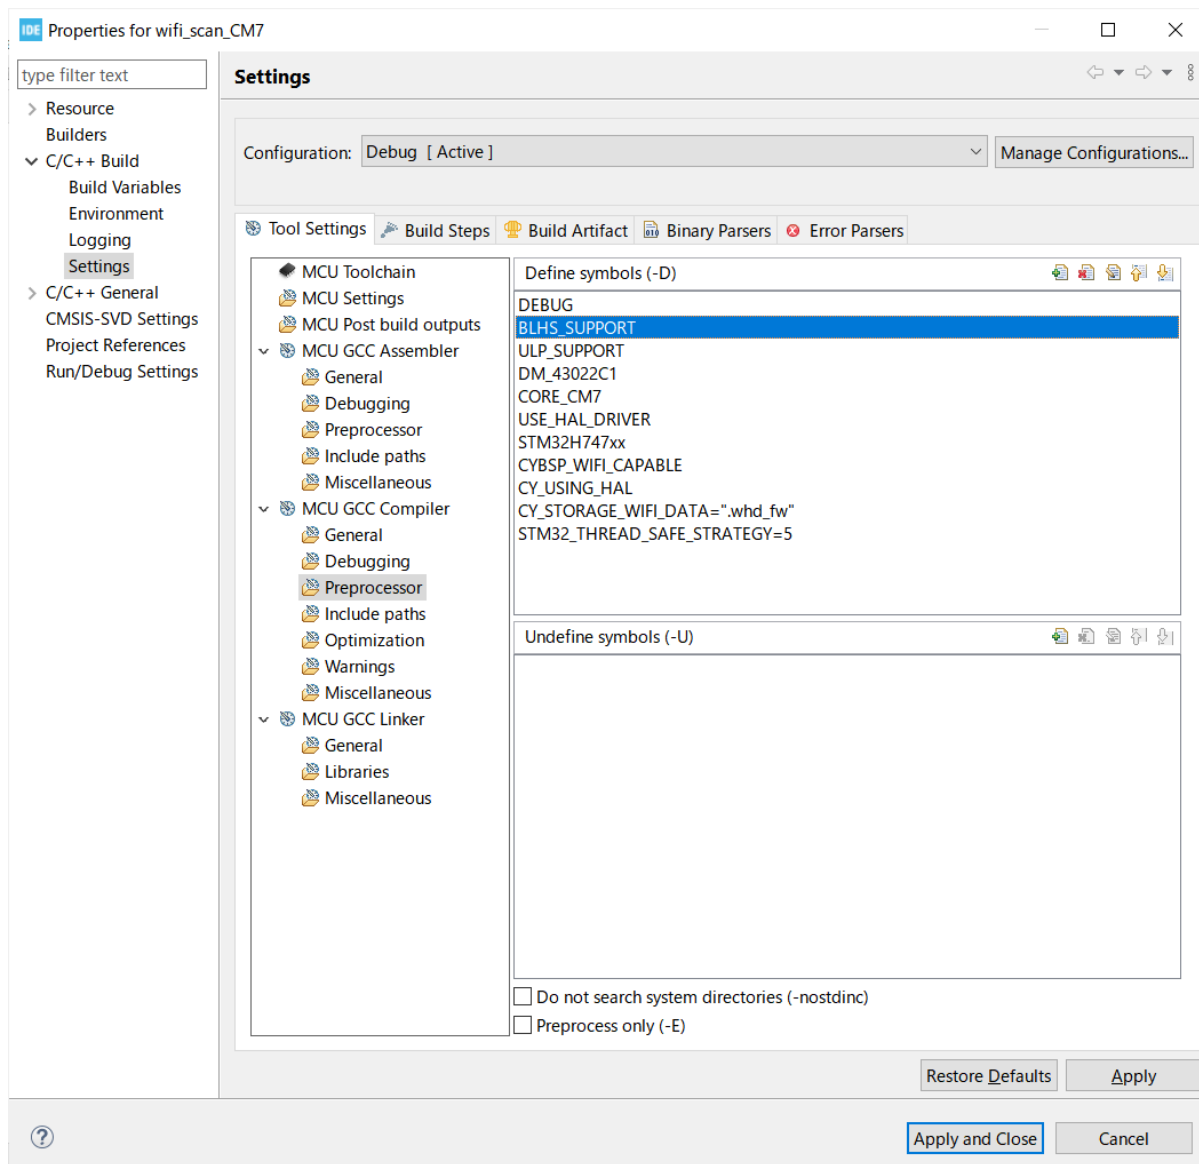 IDE Properties for wifi_scan_CM7
type filter text
Resource
Builders
C/C++ Build
Build Variables
Environment
Logging
Settings
C/C++ General
CMSIS-SVD Settings
Project References
Run/Debug Settings
Settings
Configuration: Debug [ Active ] Manage Configurations...
Tool Settings Build Steps Build Artifact Binary Parsers Error Parsers
MCU Toolchain
MCU Settings
MCU Post build outputs
MCU GCC Assembler
General
Debugging
Preprocessor
Include paths
Miscellaneous
MCU GCC Compiler
General
Debugging
Preprocessor
Include paths
Optimization
Warnings
Miscellaneous
MCU GCC Linker
General
Libraries
Miscellaneous
Define symbols (-D)
DEBUG
BLHS_SUPPORT
ULP_SUPPORT
DM_43022C1
CORE_CM7
USE_HAL_DRIVER
STM32H747xx
CYBSP_WIFI_CAPABLE
CY_USING_HAL
CY_STORAGE_WIFI_DATA=".whd_fw"
STM32_THREAD_SAFE_STRATEGY=5
Undefine symbols (-U)
Do not search system directories (-nostdinc)
Preprocess only (-E)
Restore Defaults Apply
Apply and Close Cancel